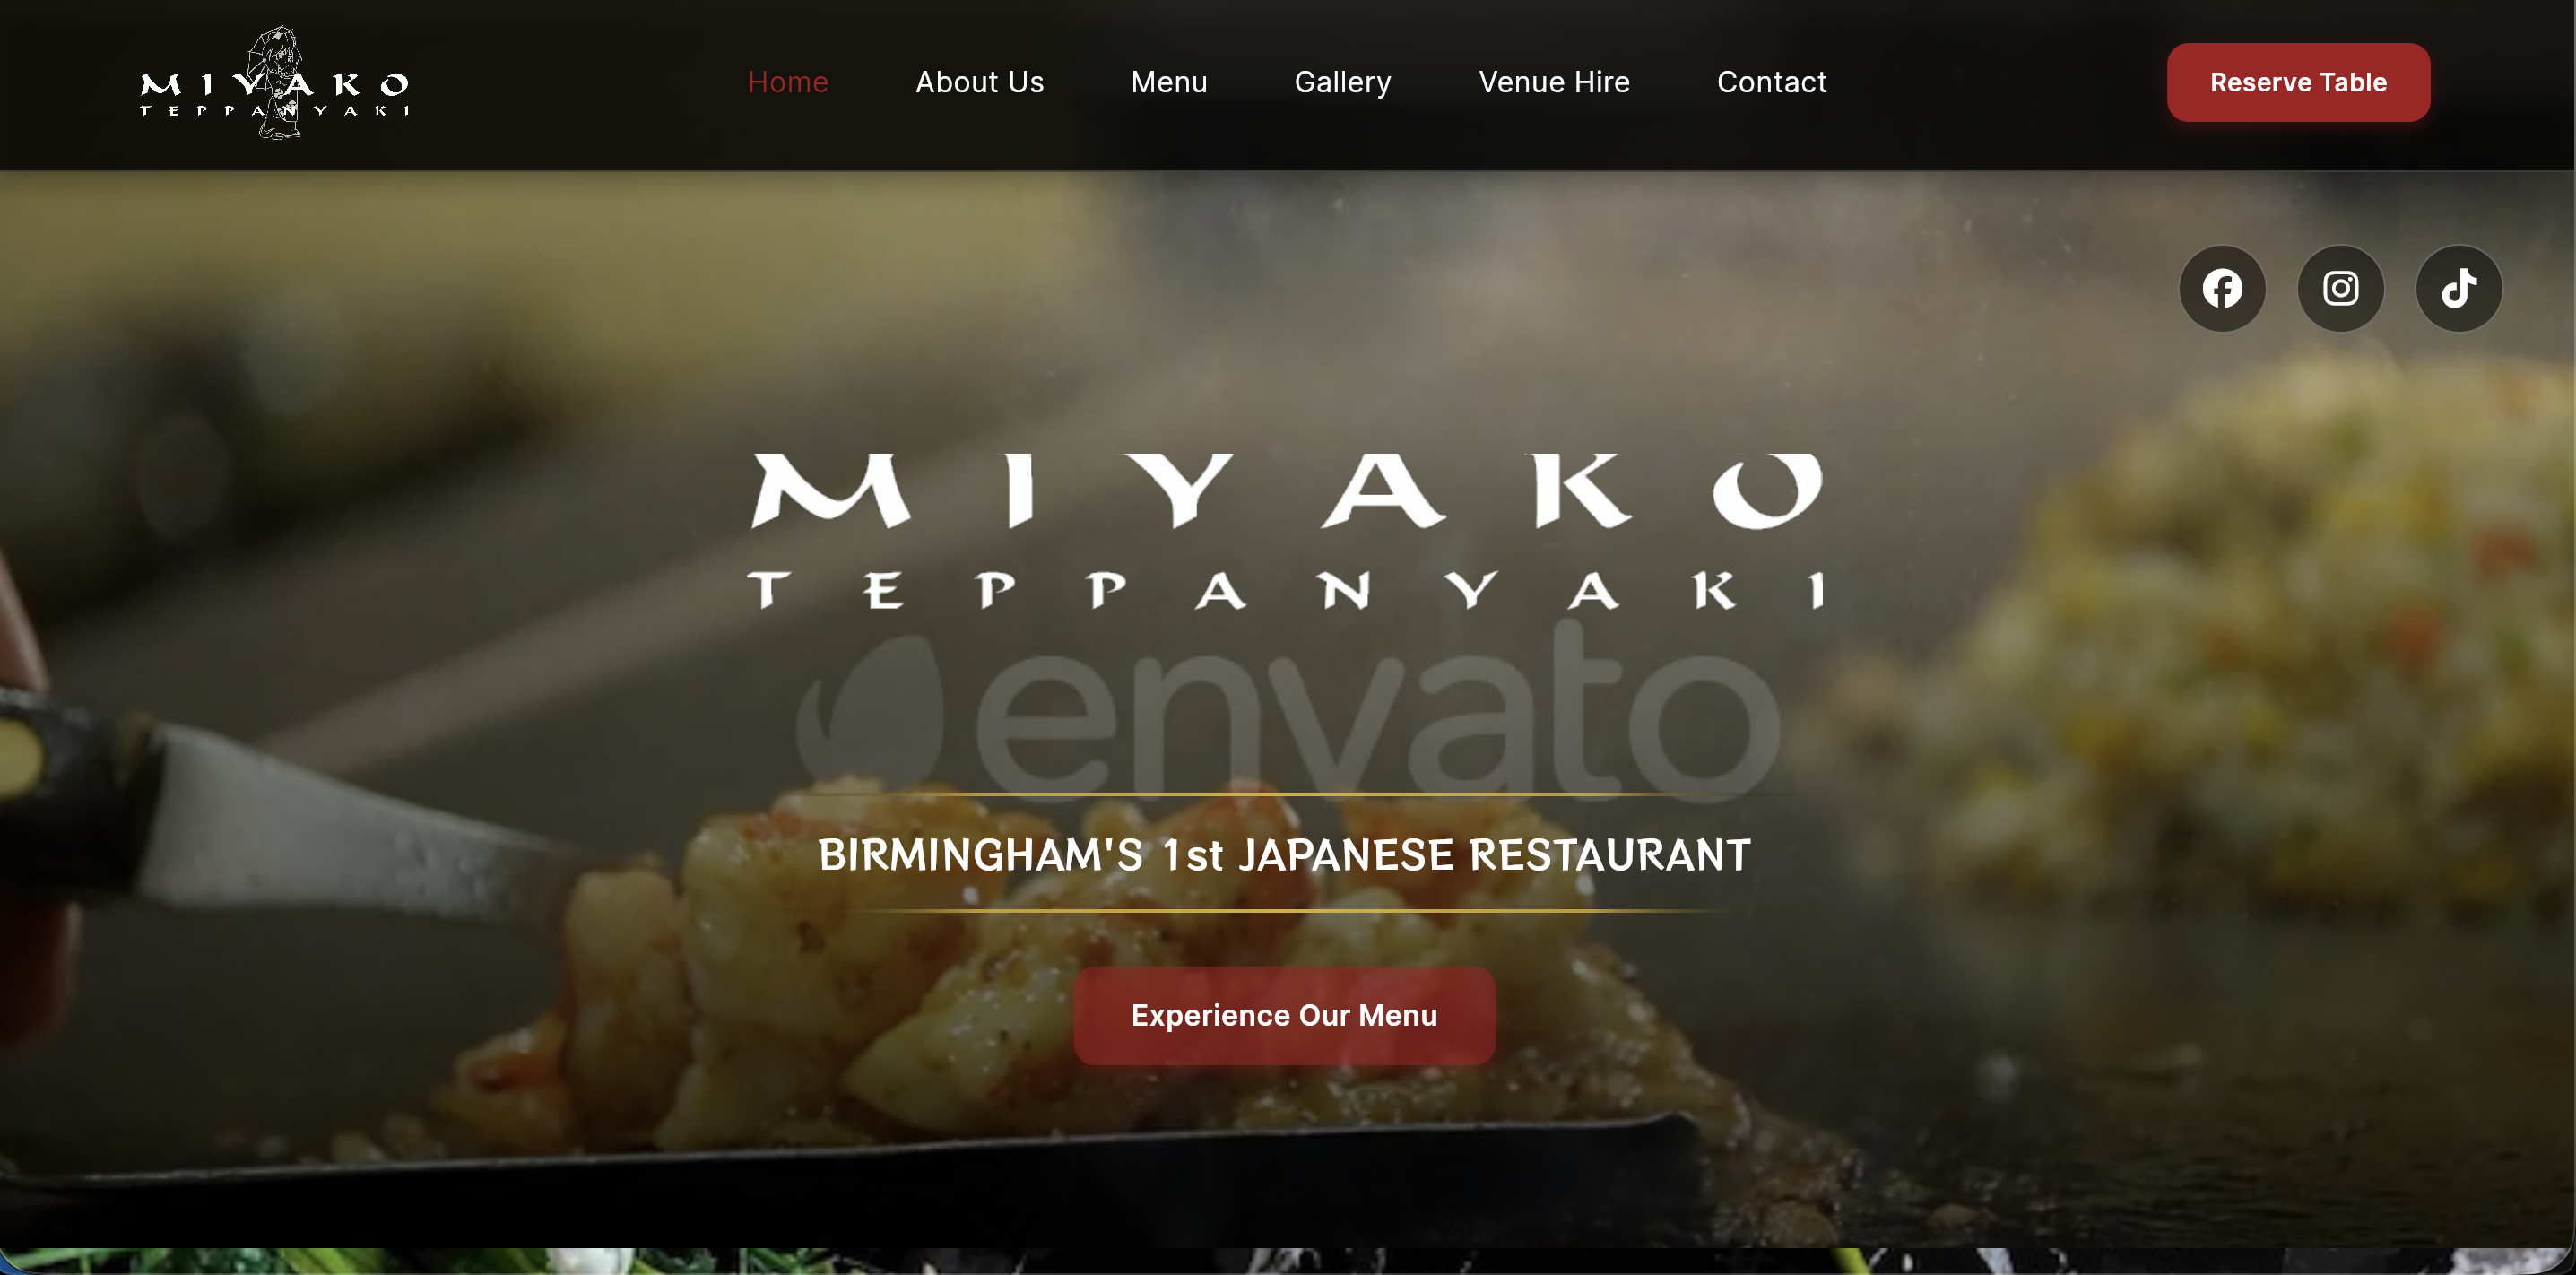 MIYAKO
TEPPANYAKI
Home
About Us
Menu
Gallery
Venue Hire
Contact
Reserve Table
MIYAKO
TEPPANYAKI
envato
BIRMINGHAM'S 1st JAPANESE RESTAURANT
Experience Our Menu